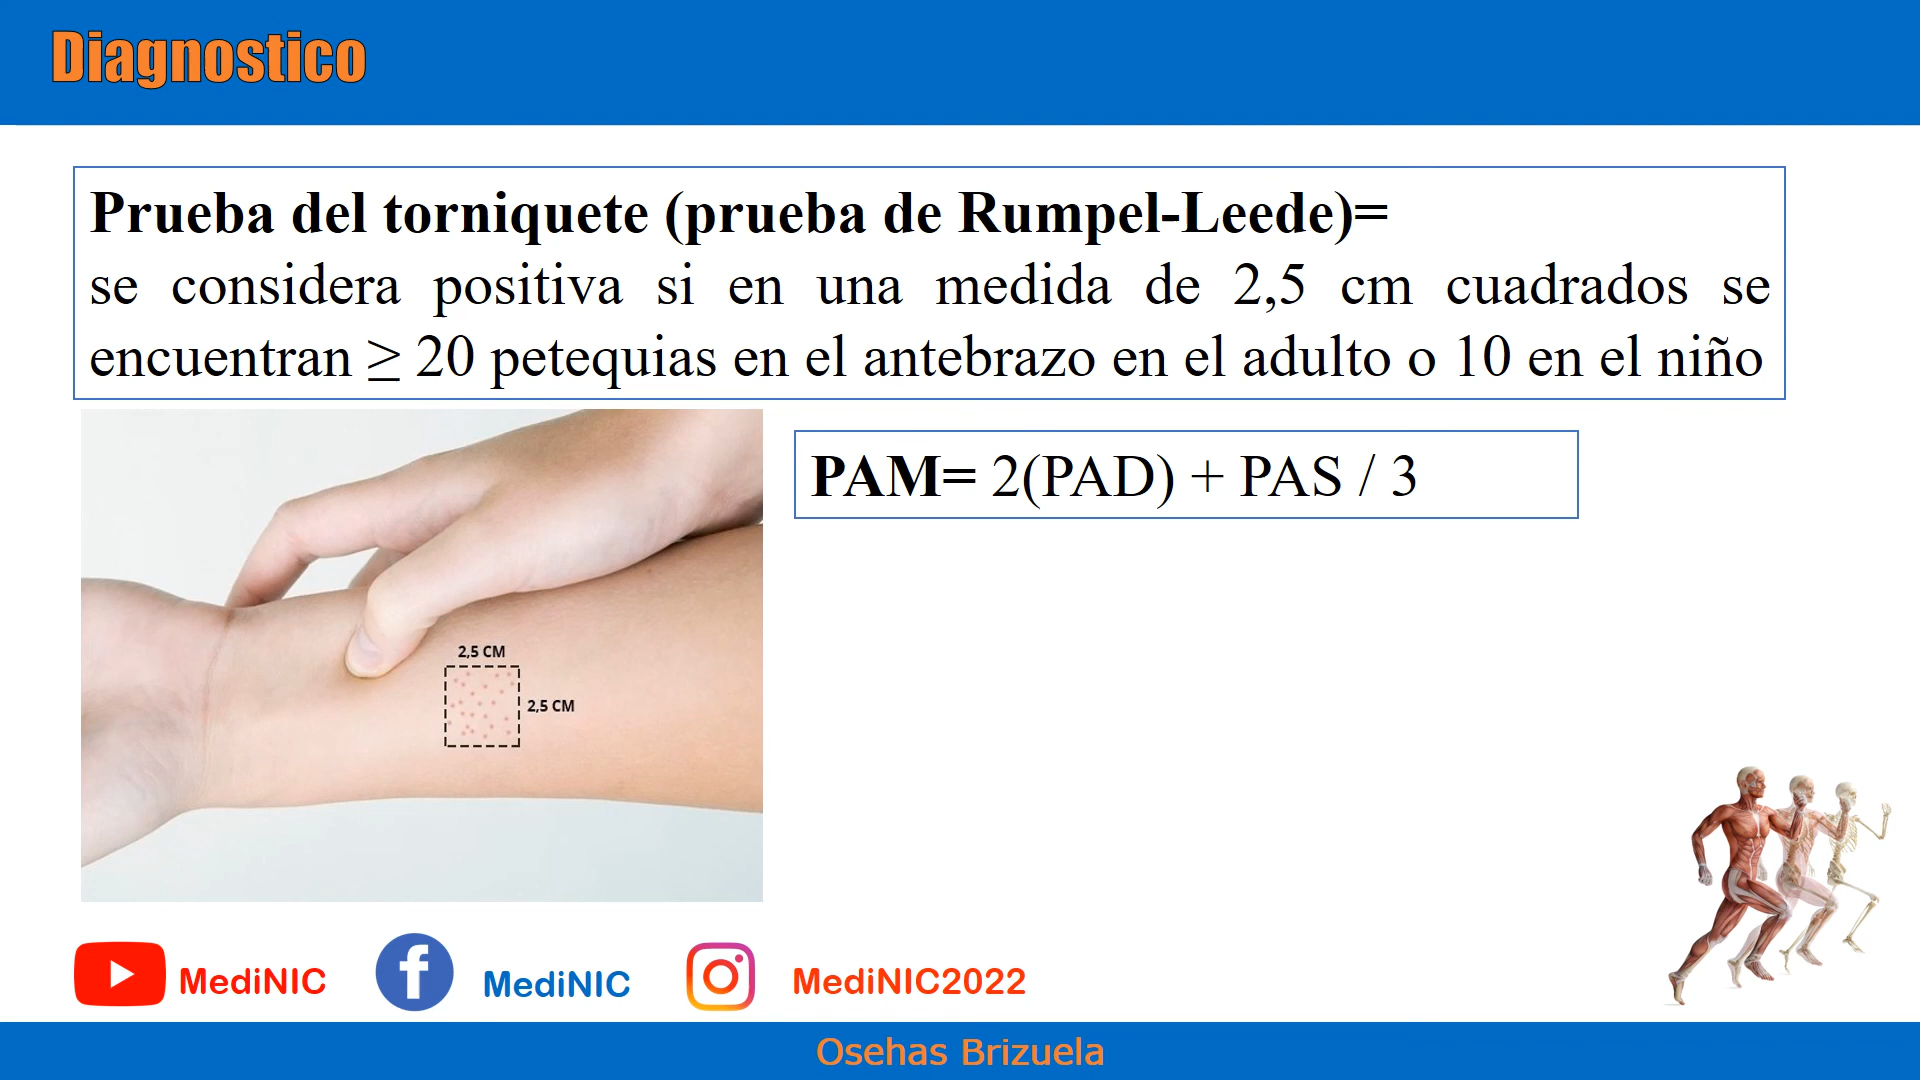 Diagnostico
Prueba del torniquete (prueba de Rumpel-Leede)=
se considera positiva si en una medida de 2,5 cm cuadrados se
encuentran ≥ 20 petequias en el antebrazo en el adulto o 10 en el niño
PAM= 2(PAD) + PAS / 3
2,5 CM
2,5 CM
MediNIC
MediNIC
MediNIC2022
Osehas Brizuela